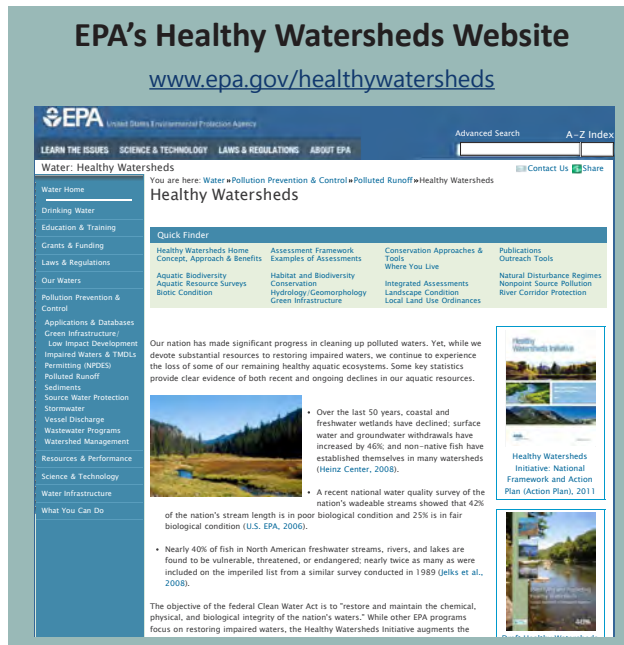 EPA's Healthy Watersheds Website
www.epa.gov/healthywatersheds
EPA United States Environmental Protection Agency
Advanced Search A-Z Index
LEARN THE ISSUES SCIENCE & TECHNOLOGY LAWS & REGULATIONS ABOUT EPA
Water: Healthy Watersheds
Contact Us Share
You are here: Water»Pollution Prevention & Control»Polluted Runoff»Healthy Watersheds
Healthy Watersheds
Water Home
Drinking Water
Education & Training
Grants & Funding
Laws & Regulations
Our Waters
Pollution Prevention &
Control
Applications & Databases
Green Infrastructure/
Low Impact Development
Impaired Waters & TMDLs
Permitting (NPDES)
Polluted Runoff
Sediments
Source Water Protection
Stormwater
Vessel Discharge
Wastewater Programs
Watershed Management
Resources & Performance
Science & Technology
Water Infrastructure
What You Can Do
Quick Finder
Healthy Watersheds Home
Concept, Approach & Benefits
Aquatic Biodiversity
Aquatic Resource Surveys
Biotic Condition
Assessment Framework
Examples of Assessments
Habitat and Biodiversity
Conservation
Hydrology/Geomorphology
Green Infrastructure
Conservation Approaches &
Tools
Where You Live
Integrated Assessments
Landscape Condition
Local Land Use Ordinances
Publications
Outreach Tools
Natural Disturbance Regimes
Nonpoint Source Pollution
River Corridor Protection
Our nation has made significant progress in cleaning up polluted waters. Yet, while we
devote substantial resources to restoring impaired waters, we continue to experience
the loss of some of our remaining healthy aquatic ecosystems. Some key statistics
provide clear evidence of both recent and ongoing declines in our aquatic resources.
• Over the last 50 years, coastal and
freshwater wetlands have declined; surface
water and groundwater withdrawals have
increased by 46%; and non-native fish have
established themselves in many watersheds
(Heinz Center, 2008).
• A recent national water quality survey of the
nation's wadeable streams showed that 42%
of the nation's stream length is in poor biological condition and 25% is in fair
biological condition (U.S. EPA, 2006).
• Nearly 40% of fish in North American freshwater streams, rivers, and lakes are
found to be vulnerable, threatened, or endangered; nearly twice as many as were
included on the imperiled list from a similar survey conducted in 1989 (Jelks et al.,
2008).
The objective of the federal Clean Water Act is to "restore and maintain the chemical,
physical, and biological integrity of the nation's waters." While other EPA programs
focus on restoring impaired waters, the Healthy Watersheds Initiative augments the
Healthy
Watersheds Initiative
Healthy Watersheds
Initiative: National
Framework and Action
Plan (Action Plan), 2011